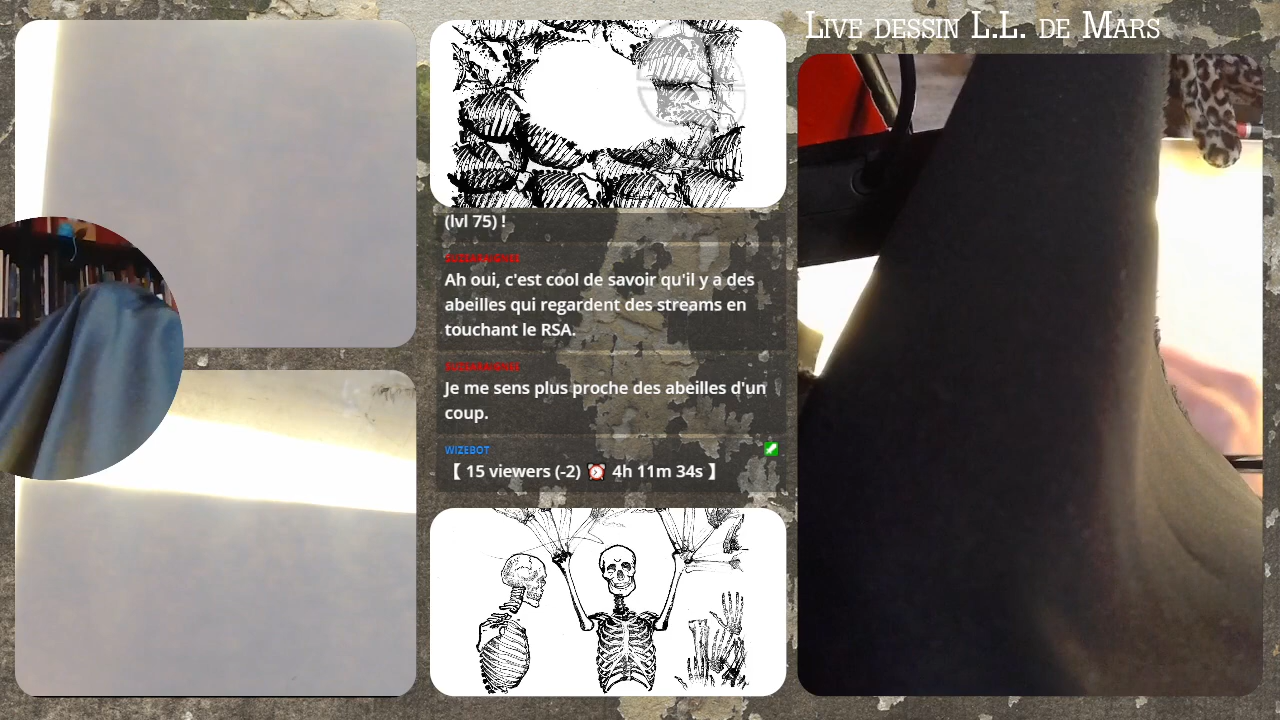 Live dessin L.L. de Mars
(lvl 75) !
Ah oui, c'est cool de savoir qu'il y a des
abeilles qui regardent des streams en
touchant le RSA.
Je me sens plus proche des abeilles d'un
coup.
WIZEBOT
【 15 viewers (-2) ⏰ 4h 11m 34s 】